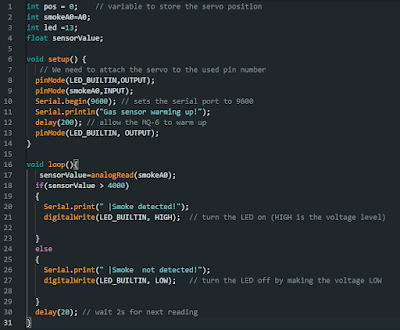 1 int pos = 0;    // variable to store the servo position
2 int smokeA0=A0;
3 int led =13;
4 float sensorValue;
5
6 void setup() {
7   // We need to attach the servo to the used pin number
8  pinMode(LED_BUILTIN,OUTPUT);
9  pinMode(smokeA0,INPUT);
10  Serial.begin(9600); // sets the serial port to 9600
11  Serial.println("Gas sensor warming up!");
12  delay(200); // allow the MQ-6 to warm up
13  pinMode(LED_BUILTIN, OUTPUT);
14 }
15
16 void loop(){
17   sensorValue=analogRead(smokeA0);
18  if(sensorValue > 4000)
19  {
20    Serial.print(" |Smoke detected!");
21    digitalWrite(LED_BUILTIN, HIGH);  // turn the LED on (HIGH is the voltage level)
22
23  }
24  else
25  {
26    Serial.print(" |Smoke  not detected!");
27    digitalWrite(LED_BUILTIN, LOW);   // turn the LED off by making the voltage LOW
28
29  }
30  delay(20); // wait 2s for next reading
31 }